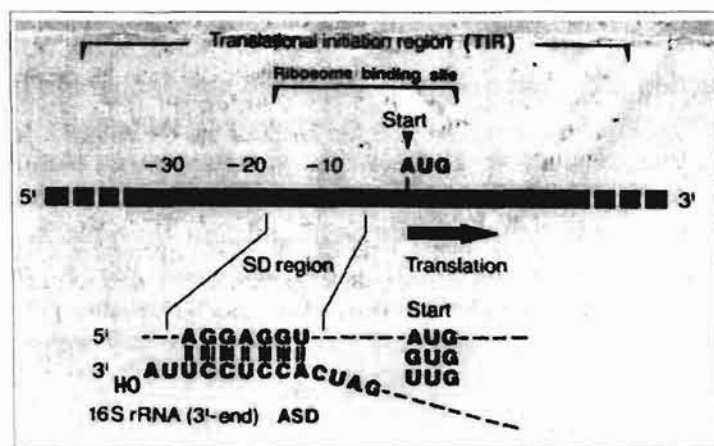 Translational initiation region (TIR)
Ribosome binding site
Start
-30 -20 -10 AUG
5' 3'
SD region Translation
Start
5' AGGAGGU AUG
GUG
3' HO AUUCCUCCACUAG UUG
16S rRNA (3'-end) ASD